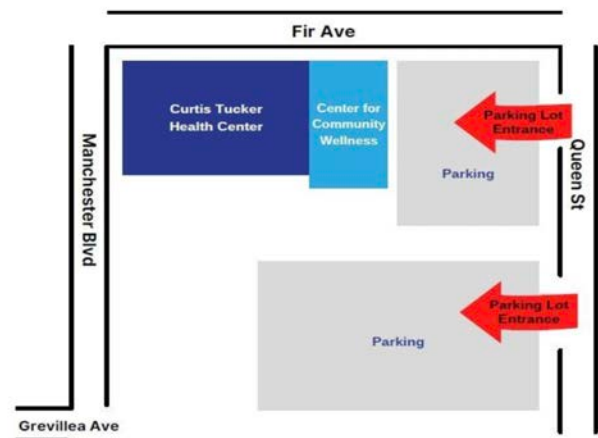 Fir Ave
Curtis Tucker
Health Center
Center for
Community
Wellness
Parking Lot
Entrance
Parking
Manchester Blvd
Queen St
Parking Lot
Entrance
Parking
Grevillea Ave